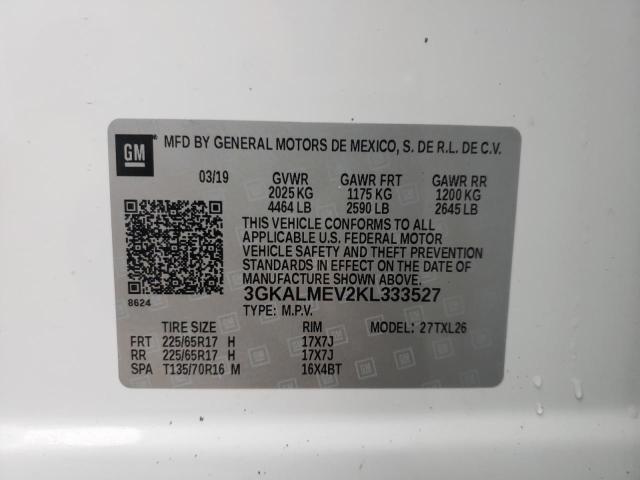 GM MFD BY GENERAL MOTORS DE MEXICO, S. DE R.L. DE C.V.
03/19 GVWR GAWR FRT GAWR RR
2025 KG 1175 KG 1200 KG
4464 LB 2590 LB 2645 LB
THIS VEHICLE CONFORMS TO ALL
APPLICABLE U.S. FEDERAL MOTOR
VEHICLE SAFETY AND THEFT PREVENTION
STANDARDS IN EFFECT ON THE DATE OF
MANUFACTURE SHOWN ABOVE.
8624 3GKALMEV2KL333527
TYPE: M.P.V.
TIRE SIZE RIM MODEL: 27TXL26
FRT 225/65R17 H 17X7J
RR 225/65R17 H 17X7J
SPA T135/70R16 M 16X4BT